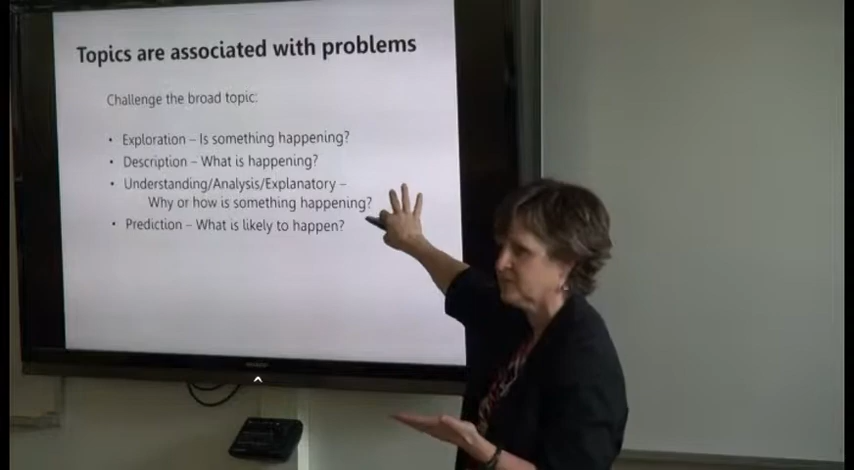 Topics are associated with problems
Challenge the broad topic:
• Exploration – Is something happening?
• Description – What is happening?
• Understanding/Analysis/Explanatory –
Why or how is something happening?
• Prediction – What is likely to happen?